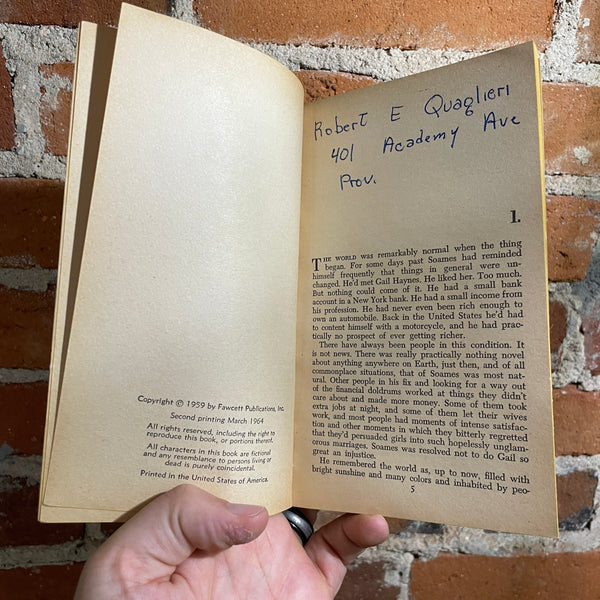 Copyright © 1959 by Fawcett Publications, Inc.
Second printing March 1964
All rights reserved, including the right to
reproduce this book, or portions thereof.
All characters in this book are fictional
and any resemblance to persons living or
dead is purely coincidental.
Printed in the United States of America.
Robert E Quaglieri
401 Academy Ave
Prov.
1.
THE WORLD was remarkably normal when the thing
began. For some days past Soames had reminded
himself frequently that things in general were un-
changed. He'd met Gail Haynes. He liked her. Too much.
But nothing could come of it. He had a small bank
account in a New York bank. He had a small income from
his profession. He had never even been rich enough to
own an automobile. Back in the United States he'd had
to content himself with a motorcycle, and he had prac-
tically no prospect of ever getting richer.
There have always been people in this condition. It
is not news. There was really practically nothing novel
about anything anywhere on Earth, just then, and of all
commonplace situations, that of Soames was most nat-
ural. Other people in his fix and looking for a way out
of the financial doldrums worked at things they didn't
care about and made more money. Some of them took
extra jobs at night, and some of them let their wives
work, and most people had moments of intense satisfac-
tion and other moments in which they bitterly regretted
that they'd persuaded girls into such hopelessly unglam-
orous marriages. Soames was resolved not to do Gail so
great an injustice.
He remembered the world as, up to now, filled with
bright sunshine and many colors and inhabited by peo-
5